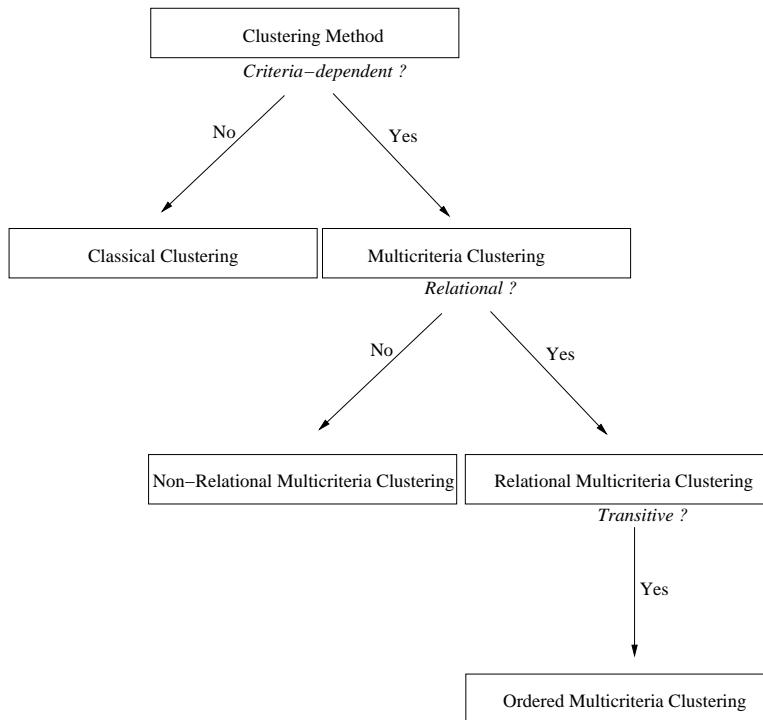 Clustering Method
Criteria−dependent ?
No
Yes
Classical Clustering
Multicriteria Clustering
Relational ?
No
Yes
Non−Relational Multicriteria Clustering
Relational Multicriteria Clustering
Transitive ?
Yes
Ordered Multicriteria Clustering